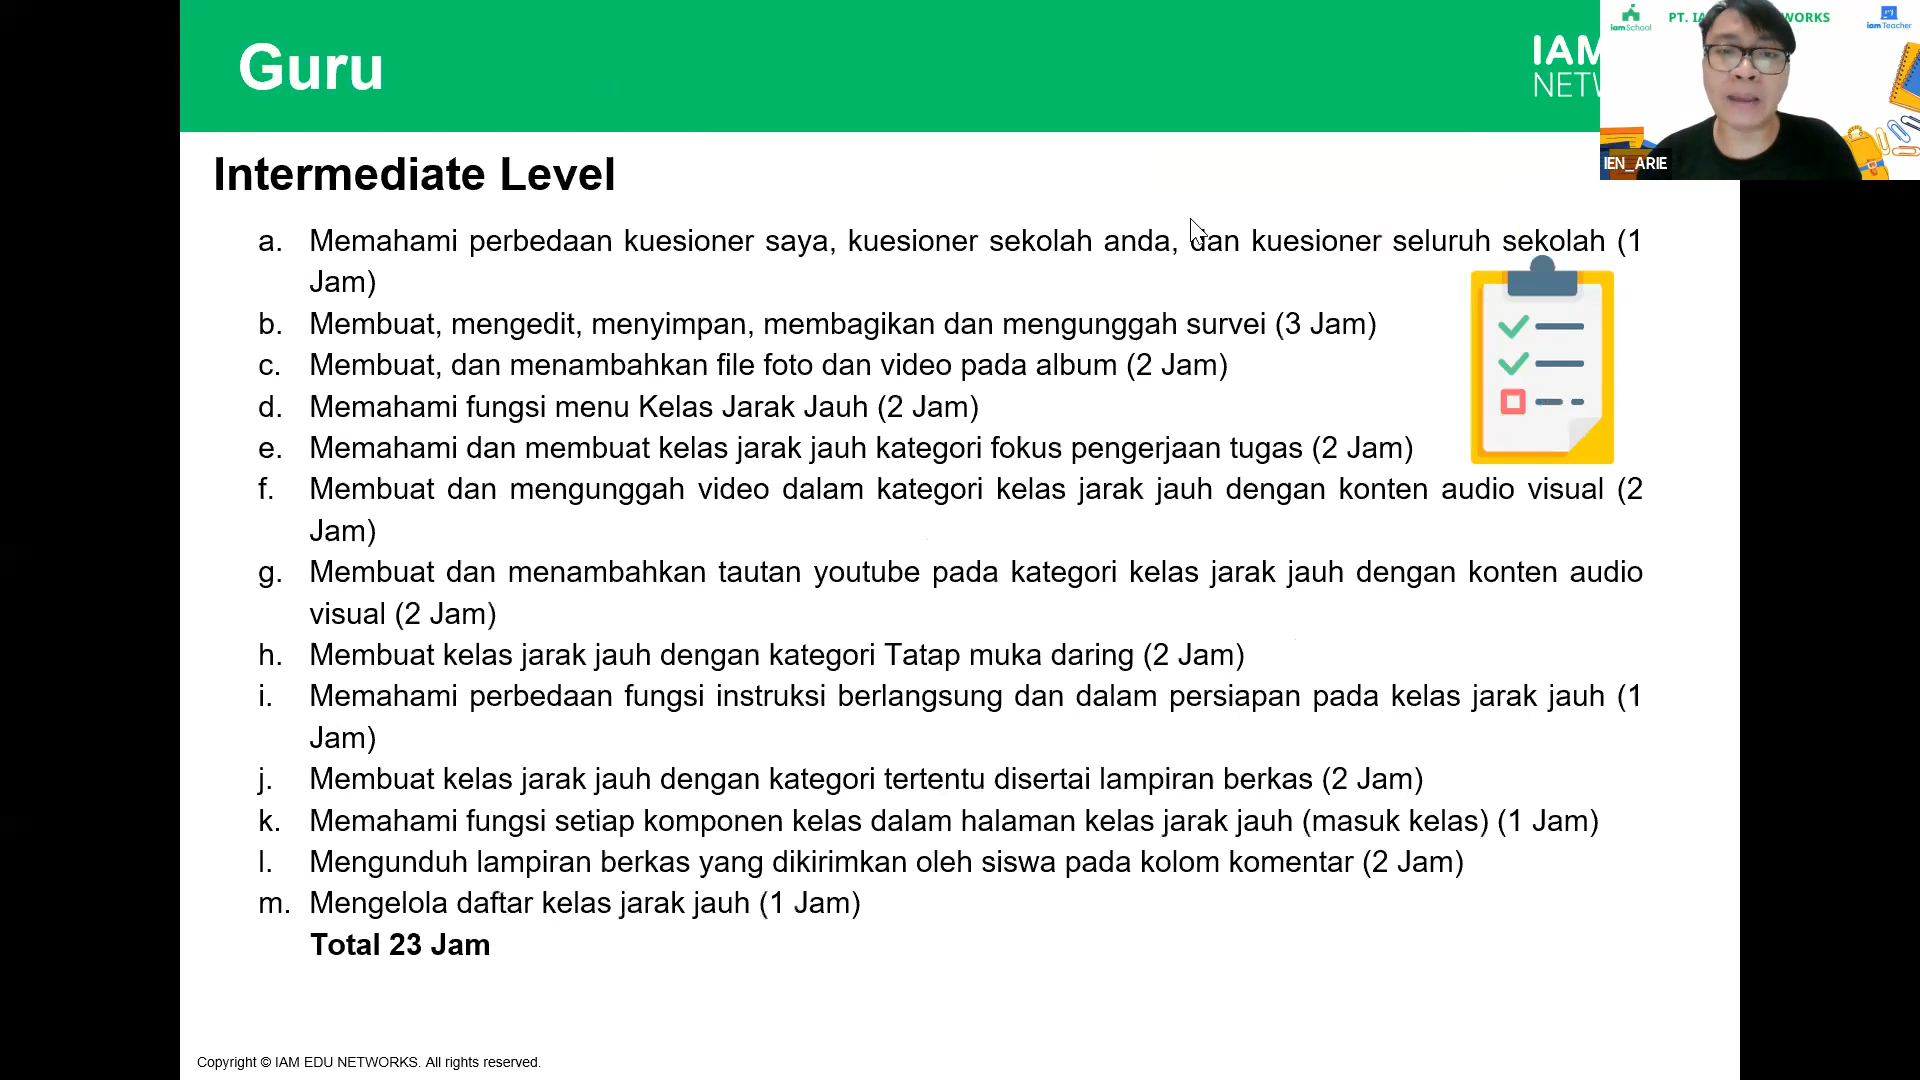 Guru
IAM
NETW
iamSchool
PT. IA
WORKS
iamTeacher
IEN_ARIE
Intermediate Level
a. Memahami perbedaan kuesioner saya, kuesioner sekolah anda, dan kuesioner seluruh sekolah (1
Jam)
b. Membuat, mengedit, menyimpan, membagikan dan mengunggah survei (3 Jam)
c. Membuat, dan menambahkan file foto dan video pada album (2 Jam)
d. Memahami fungsi menu Kelas Jarak Jauh (2 Jam)
e. Memahami dan membuat kelas jarak jauh kategori fokus pengerjaan tugas (2 Jam)
f. Membuat dan mengunggah video dalam kategori kelas jarak jauh dengan konten audio visual (2
Jam)
g. Membuat dan menambahkan tautan youtube pada kategori kelas jarak jauh dengan konten audio
visual (2 Jam)
h. Membuat kelas jarak jauh dengan kategori Tatap muka daring (2 Jam)
i. Memahami perbedaan fungsi instruksi berlangsung dan dalam persiapan pada kelas jarak jauh (1
Jam)
j. Membuat kelas jarak jauh dengan kategori tertentu disertai lampiran berkas (2 Jam)
k. Memahami fungsi setiap komponen kelas dalam halaman kelas jarak jauh (masuk kelas) (1 Jam)
l. Mengunduh lampiran berkas yang dikirimkan oleh siswa pada kolom komentar (2 Jam)
m. Mengelola daftar kelas jarak jauh (1 Jam)
Total 23 Jam
Copyright © IAM EDU NETWORKS. All rights reserved.